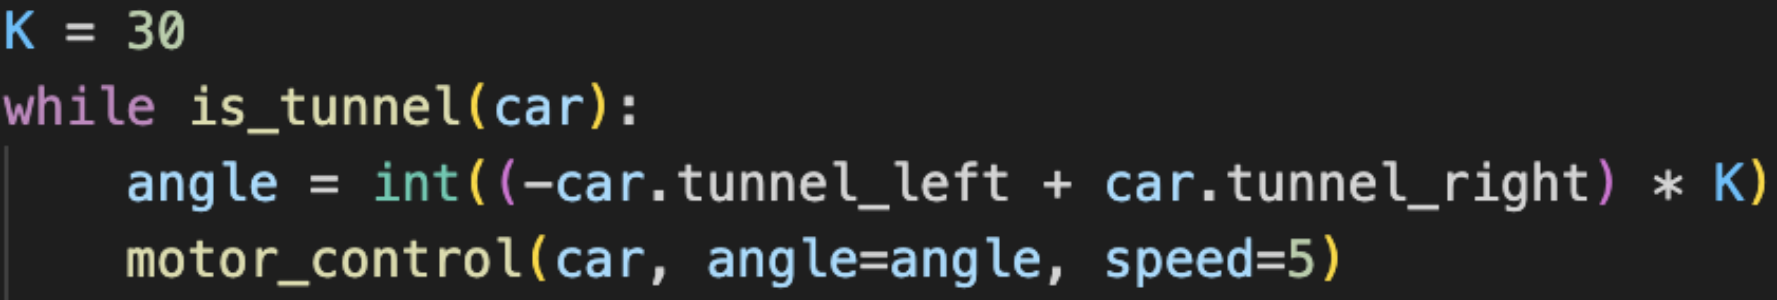 K = 30
while is_tunnel(car):
    angle = int((-car.tunnel_left + car.tunnel_right) * K)
    motor_control(car, angle=angle, speed=5)